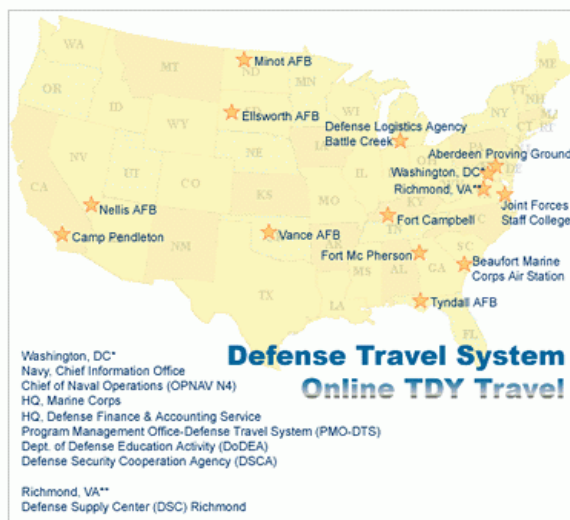 WA
ME
MT
ND
Minot AFB
MN
OR
VT
NH
ID
WI
NY
Ellsworth AFB
WY
Defense Logistics Agency
Battle Creek
CT RI
Aberdeen Proving Ground
NE
Washington, DC*
NV
UT
CO
IL
Richmond, VA**
KS
MO
KY
CA
Nellis AFB
Joint Forces
Staff College
Fort Campbell
TN
Camp Pendleton
Vance AFB
NM
AR
Fort Mc Pherson
SC
Beaufort Marine
Corps Air Station
MS
AL
GA
TX
LA
Tyndall AFB
FL
Defense Travel System
Online TDY Travel
Washington, DC*
Navy, Chief Information Office
Chief of Naval Operations (OPNAV N4)
HQ, Marine Corps
HQ, Defense Finance & Accounting Service
Program Management Office-Defense Travel System (PMO-DTS)
Dept. of Defense Education Activity (DoDEA)
Defense Security Cooperation Agency (DSCA)
Richmond, VA**
Defense Supply Center (DSC) Richmond